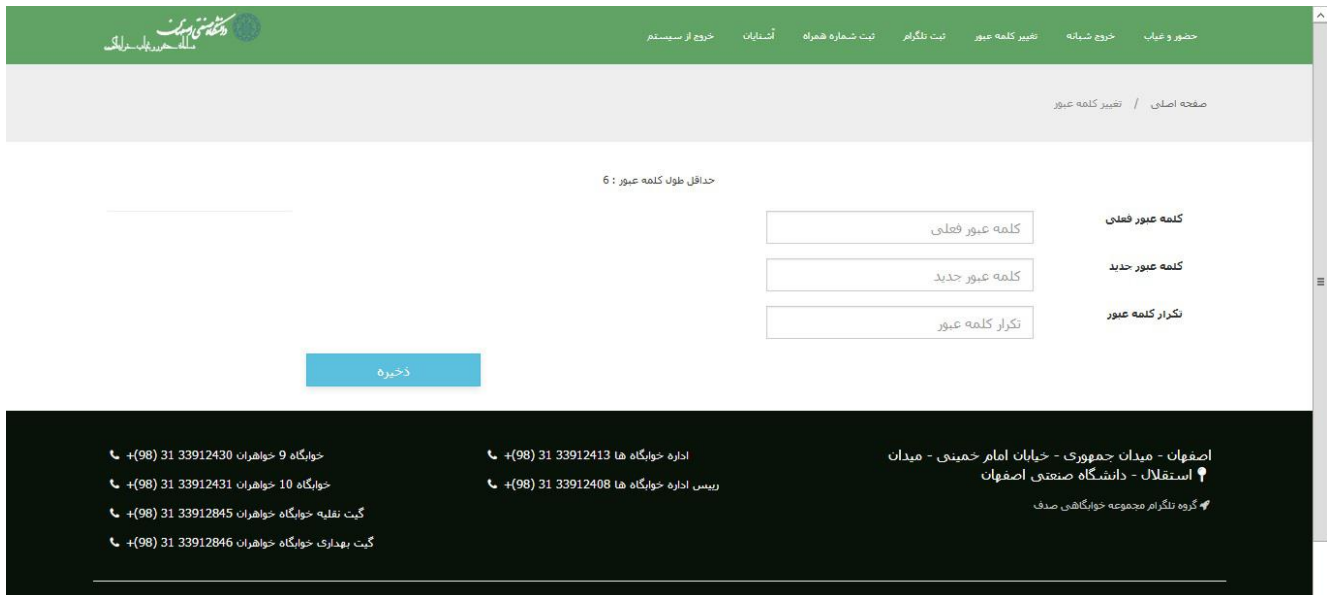 حضور و غیاب
خروج شبانه
تغییر کلمه عبور
ثبت تلگرام
ثبت شماره همراه
آشنایان
خروج از سیستم
دانشگاه صنعتی اصفهان
صفحه اصلی / تغییر کلمه عبور
حداقل طول کلمه عبور : 6
کلمه عبور فعلی
کلمه عبور فعلی
کلمه عبور جدید
کلمه عبور جدید
تکرار کلمه عبور
تکرار کلمه عبور
ذخیره
اصفهان - میدان جمهوری - خیابان امام خمینی - میدان
استقلال - دانشگاه صنعتی اصفهان
گروه تلگرام مجموعه خوابگاهی صدف
اداره خوابگاه ها 33912413 31 (98)+
رییس اداره خوابگاه ها 33912408 31 (98)+
خوابگاه 9 خواهران 33912430 31 (98)+
خوابگاه 10 خواهران 33912431 31 (98)+
گیت نقلیه خوابگاه خواهران 33912845 31 (98)+
گیت بهداری خوابگاه خواهران 33912846 31 (98)+